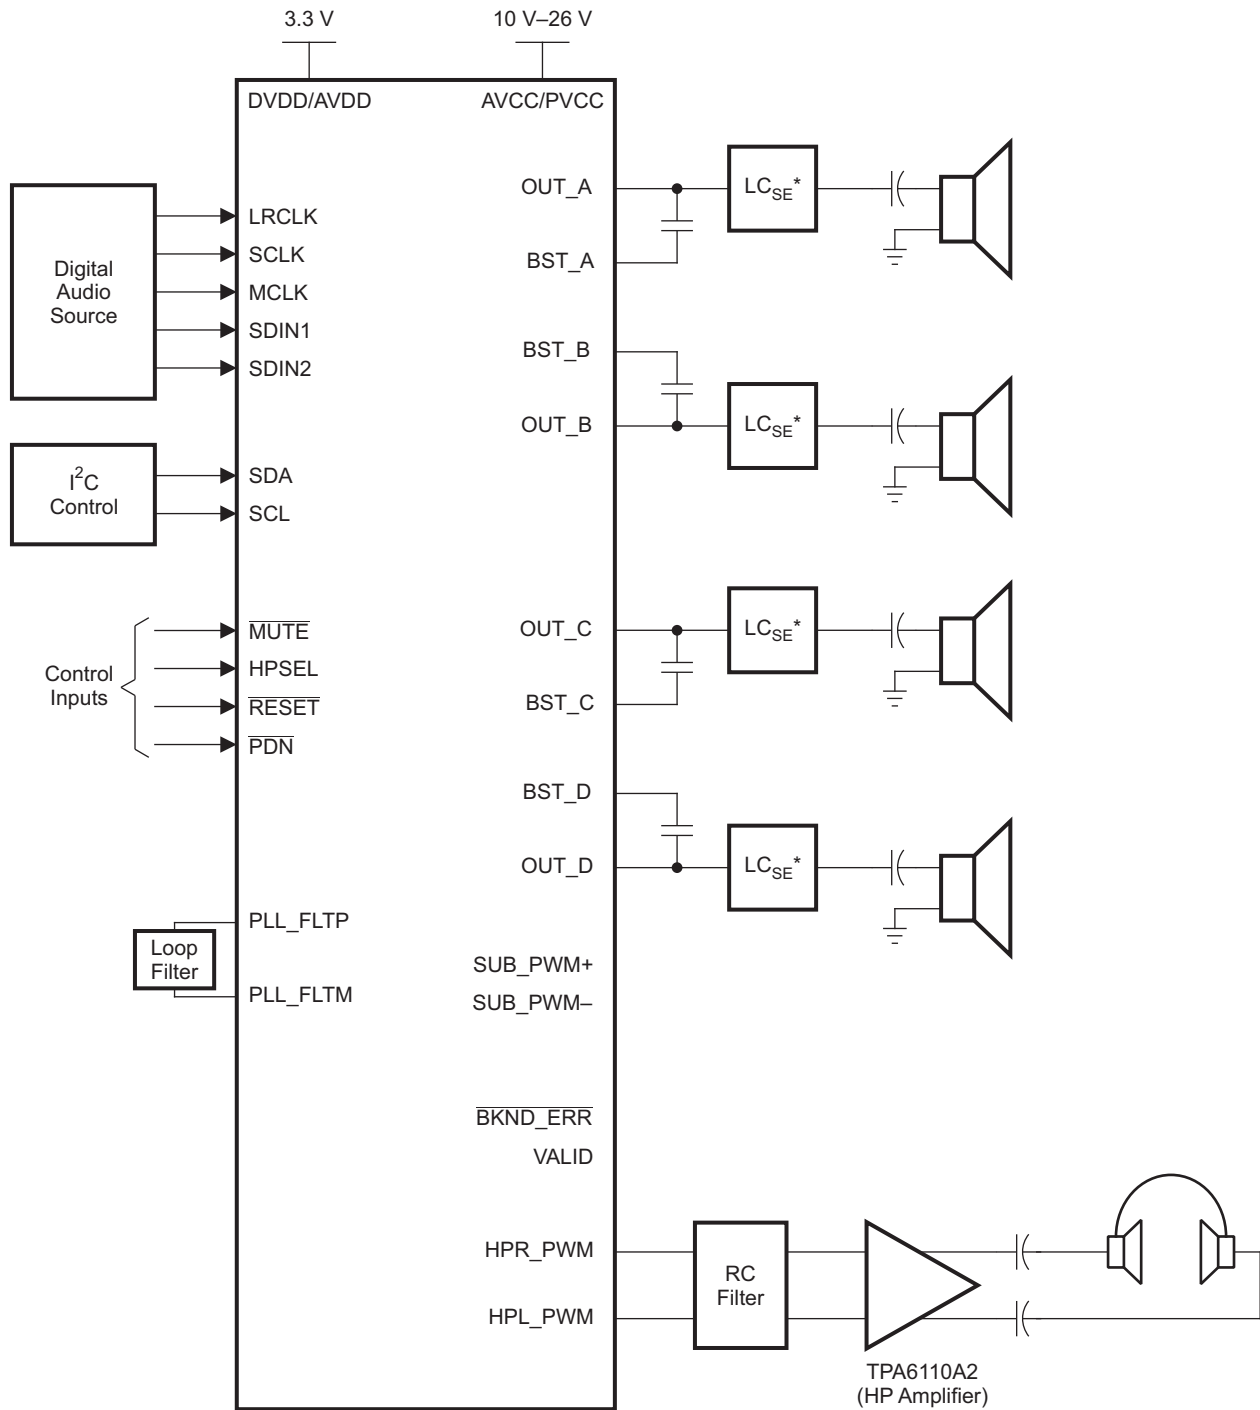 3.3 V
10 V–26 V
DVDD/AVDD
AVCC/PVCC
Digital
Audio
Source
LRCLK
SCLK
MCLK
SDIN1
SDIN2
I²C
Control
SDA
SCL
Control
Inputs
MUTE
HPSEL
RESET
PDN
Loop
Filter
PLL_FLTP
PLL_FLTM
OUT_A
BST_A
LCSE*
BST_B
OUT_B
LCSE*
OUT_C
BST_C
LCSE*
BST_D
OUT_D
LCSE*
SUB_PWM+
SUB_PWM–
BKND_ERR
VALID
HPR_PWM
HPL_PWM
RC
Filter
TPA6110A2
(HP Amplifier)